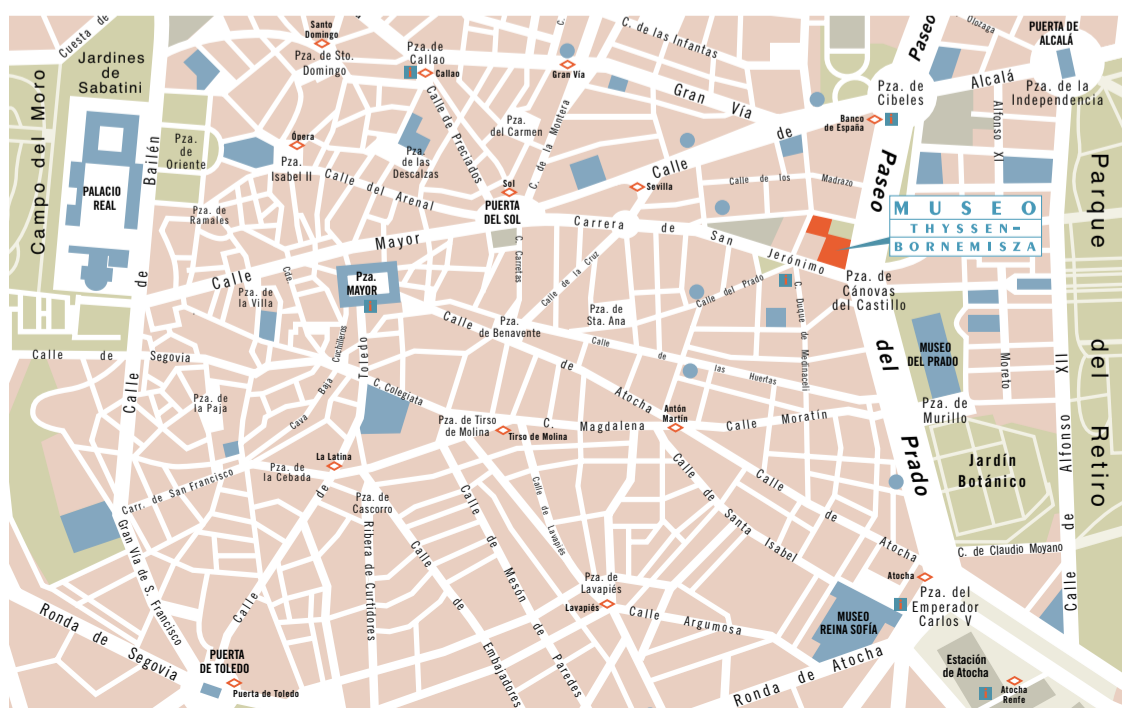 Cuesta de
Jardines
de
Sabatini
Campo del Moro
PALACIO
REAL
Bailén
de
Calle
Pza.
de
Oriente
Santo
Domingo
Pza. de Sto.
Domingo
Pza. de
Callao
Callao
Gran Vía
C. de las Infantas
Gran Vía
Paseo
Olozaga
PUERTA DE
ALCALÁ
Alcalá
Pza. de la
Independencia
Pza. de
Cibeles
Banco
de España
Alfonso XI
Ópera
Pza.
Isabel II
Calle de Preciados
Pza.
de las
Descalzas
Pza.
del Carmen
C. de la Montera
Calle de
Sevilla
Calle de los Madrazo
Paseo
del
Prado
MUSEO
THYSSEN-
BORNEMISZA
Parque
del
Retiro
Calle del Arenal
Sol
PUERTA
DEL SOL
Pza. de
Ramales
Calle Mayor
Carrera de San Jerónimo
C. Carretas
Calle de la Cruz
Cde.
Pza. de
la Villa
Pza.
MAYOR
Calle del Prado
C. Duque de Medinaceli
Pza. de
Cánovas
del Castillo
Pza.
de Benavente
Pza. de
Sta. Ana
Calle de Atocha
Calle de las Huertas
MUSEO
DEL PRADO
Moreto
Calle de Alfonso XII
Calle de Segovia
Cuchilleros
Toledo
Cava Baja
C. Colegiata
Pza. de
la Paja
Pza. de Tirso
de Molina
Tirso de Molina
C. Magdalena
Antón
Martín
Calle Moratín
Pza. de
Murillo
Jardín
Botánico
La Latina
Pza. de
la Cebada
Carr. de San Francisco
Pza. de
Cascorro
Calle de Lavapiés
Calle de Santa Isabel
Calle de Atocha
C. de Claudio Moyano
Gran Vía de S. Francisco
Calle de
Ribera de Curtidores
Calle de Embajadores
Calle de Mesón de Paredes
Pza. de
Lavapiés
Lavapiés
Calle Argumosa
MUSEO
REINA SOFÍA
Atocha
Pza. del
Emperador
Carlos V
Ronda de Segovia
PUERTA
DE TOLEDO
Puerta de Toledo
Ronda de Atocha
Estación
de Atocha
Atocha
Renfe